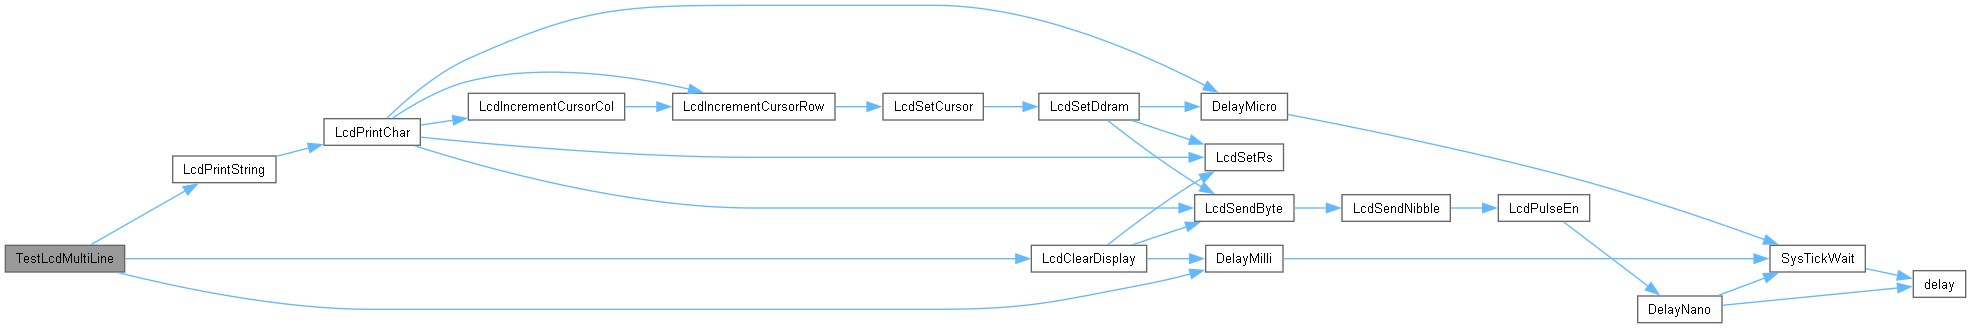 TestLcdMultiLine
LcdPrintString
LcdPrintChar
LcdIncrementCursorCol
LcdIncrementCursorRow
LcdSetCursor
LcdSetDdram
DelayMicro
LcdSetRs
LcdSendByte
LcdSendNibble
LcdPulseEn
LcdClearDisplay
DelayMilli
SysTickWait
DelayNano
delay